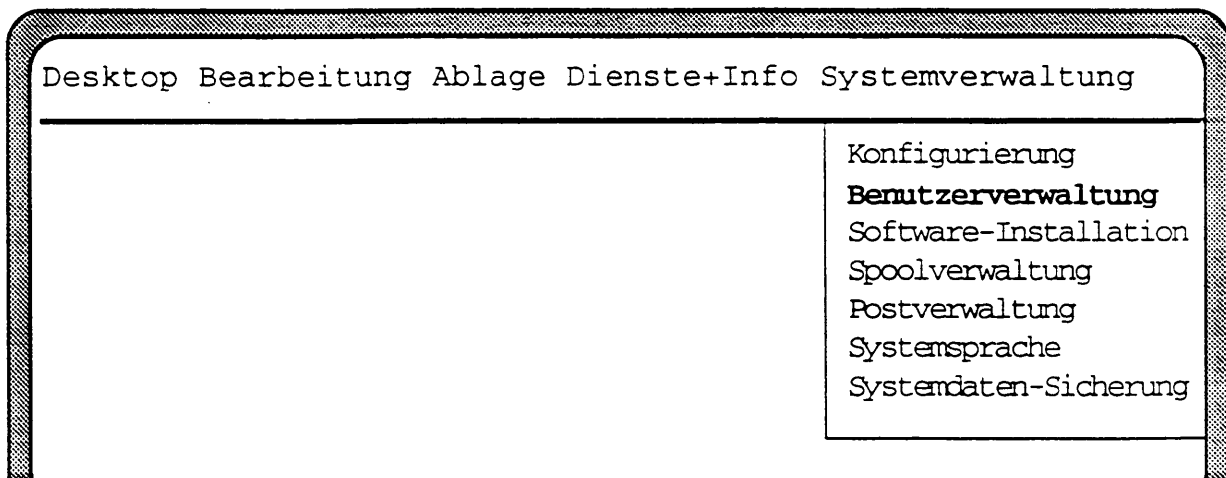 Desktop Bearbeitung Ablage Dienste+Info Systemverwaltung
Konfigurierung
Benutzerverwaltung
Software-Installation
Spoolverwaltung
Postverwaltung
Systemsprache
Systemdaten-Sicherung